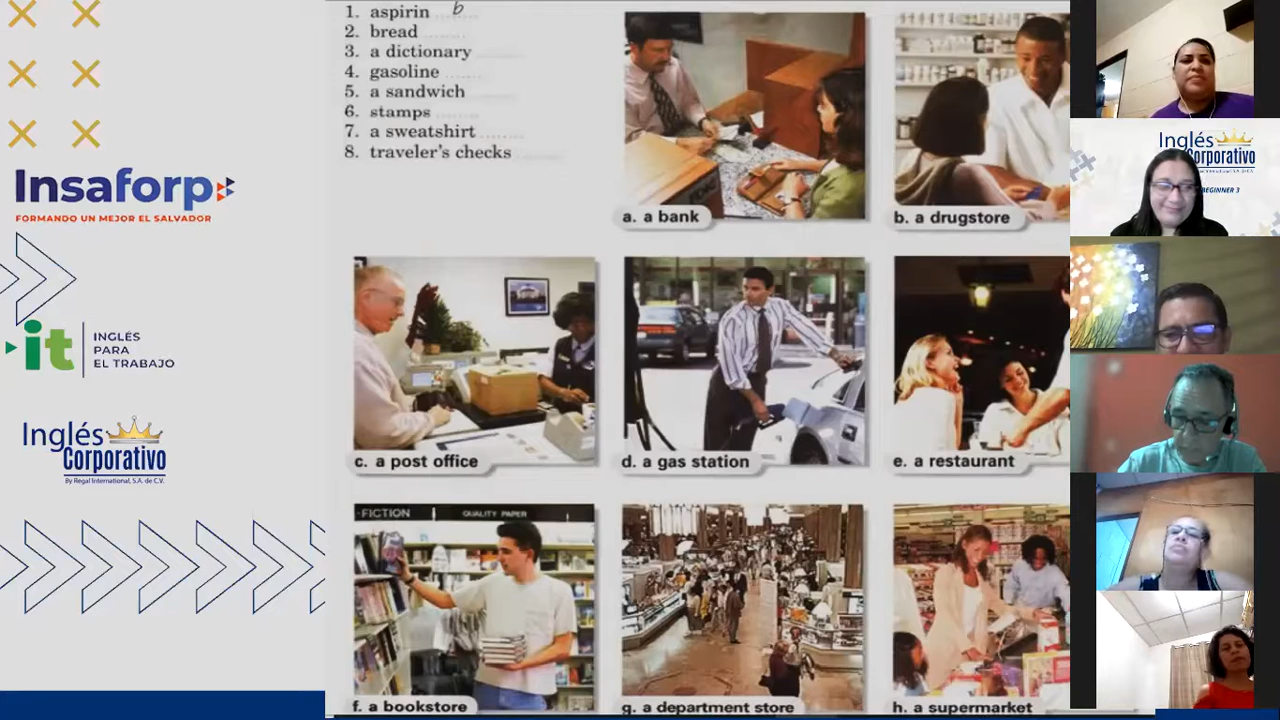 Insaforp
FORMANDO UN MEJOR EL SALVADOR
it
INGLÉS
PARA
EL TRABAJO
Inglés
Corporativo
By Regal International, S.A. de C.V.
1. aspirin b
2. bread ........
3. a dictionary ........
4. gasoline ........
5. a sandwich ........
6. stamps ........
7. a sweatshirt ........
8. traveler's checks ........
a. a bank
b. a drugstore
c. a post office
d. a gas station
e. a restaurant
-FICTION
QUALITY PAPER
f. a bookstore
g. a department store
h. a supermarket
Inglés
Corporativo
BEGINNER 3